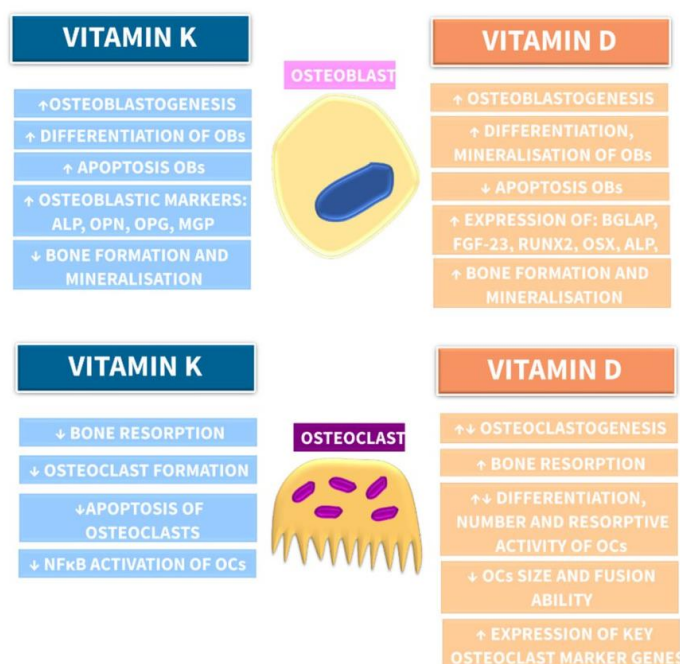 VITAMIN K
↑OSTEOBLASTOGENESIS
↑ DIFFERENTIATION OF OBs
↑ APOPTOSIS OBs
↑ OSTEOBLASTIC MARKERS:
ALP, OPN, OPG, MGP
↓ BONE FORMATION AND
MINERALISATION
OSTEOBLAST
VITAMIN D
↑ OSTEOBLASTOGENESIS
↑ DIFFERENTIATION,
MINERALISATION OF OBs
↓ APOPTOSIS OBs
↑ EXPRESSION OF: BGLAP,
FGF-23, RUNX2, OSX, ALP,
↑ BONE FORMATION AND
MINERALISATION
VITAMIN K
↓ BONE RESORPTION
↓ OSTEOCLAST FORMATION
↓APOPTOSIS OF
OSTEOCLASTS
↓ NFκB ACTIVATION OF OCs
OSTEOCLAST
VITAMIN D
↑↓ OSTEOCLASTOGENESIS
↑ BONE RESORPTION
↑↓ DIFFERENTIATION,
NUMBER AND RESORPTIVE
ACTIVITY OF OCs
↓ OCs SIZE AND FUSION
ABILITY
↑ EXPRESSION OF KEY
OSTEOCLAST MARKER GENES